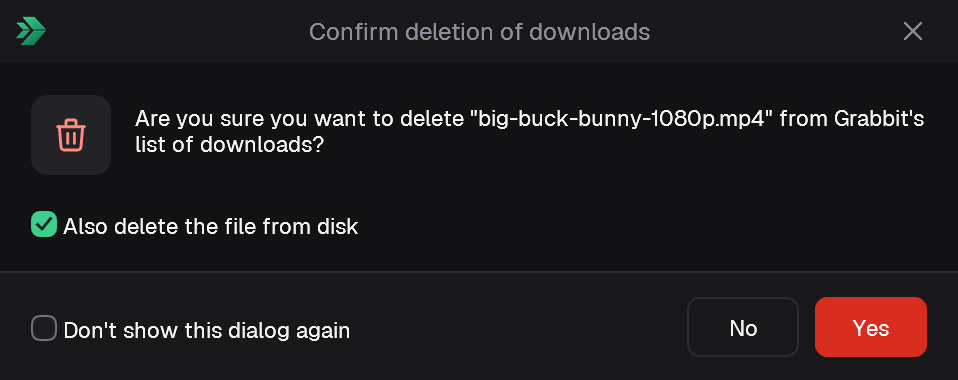 Confirm deletion of downloads
Are you sure you want to delete "big-buck-bunny-1080p.mp4" from Grabbit's
list of downloads?
Also delete the file from disk
Don't show this dialog again
No
Yes